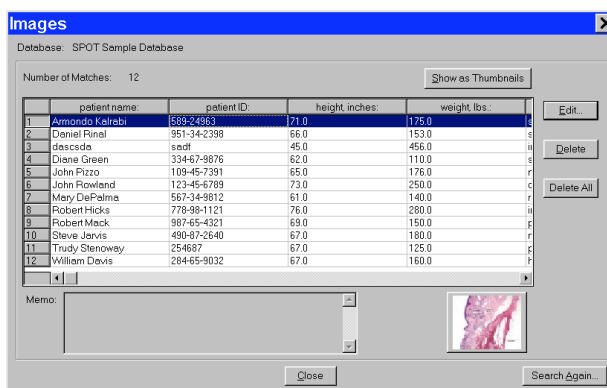 Images
Database: SPOT Sample Database
Number of Matches: 12
Show as Thumbnails
patient name: patient ID: height, inches: weight, lbs.:
1 Armondo Kalrabi 589-24963 71.0 175.0 s
2 Daniel Rinal 951-34-2398 66.0 153.0 s
3 dascsda sadf 45.0 456.0 ii
4 Diane Green 334-67-9876 62.0 110.0 s
5 John Pizzo 109-45-7391 65.0 176.0 r
6 John Rowland 123-45-6789 73.0 250.0 c
7 Mary DePalma 567-34-9812 61.0 140.0 r
8 Robert Hicks 778-98-1121 76.0 280.0 ii
9 Robert Mack 987-65-4321 69.0 150.0 p
10 Steve Jarvis 490-87-2640 67.0 180.0 r
11 Trudy Stenoway 254687 67.0 125.0 p
12 William Davis 284-65-9032 67.0 160.0 h
Edit...
Delete
Delete All
Memo:
Close
Search Again...